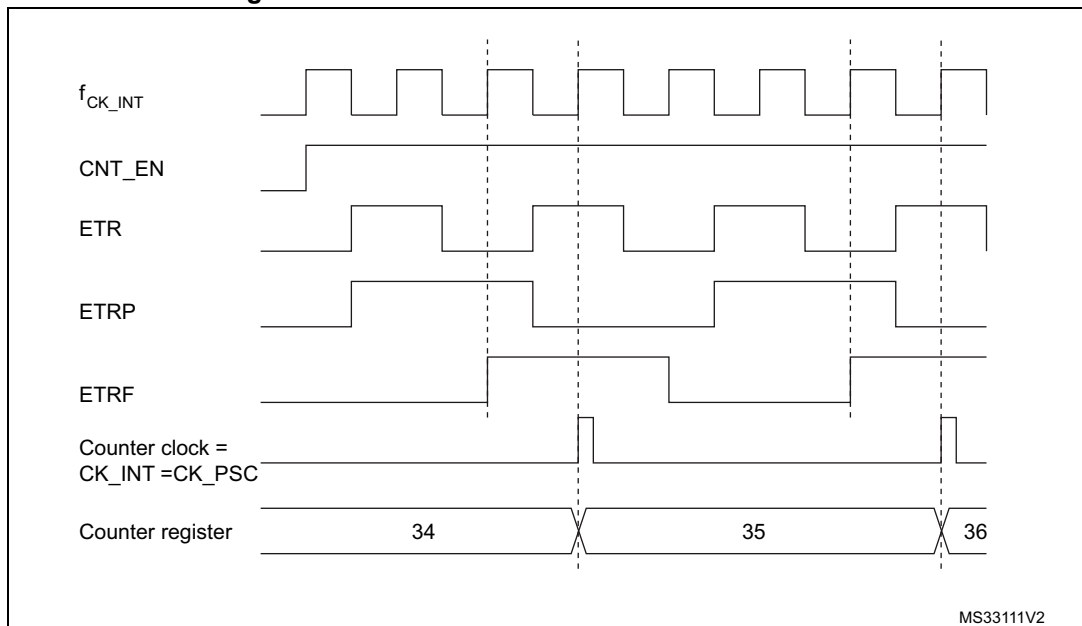 fCK_INT
CNT_EN
ETR
ETRP
ETRF
Counter clock =
CK_INT =CK_PSC
Counter register 34 35 36
MS33111V2